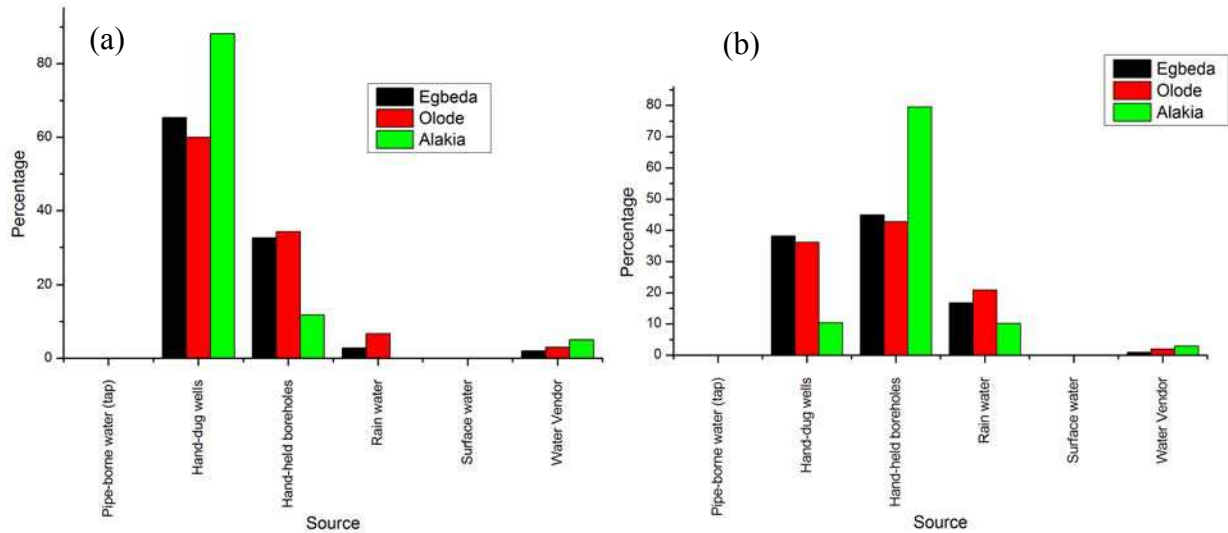 (a)
Egbeda
Olode
Alakia
Percentage
80
60
40
20
0
Pipe-borne water (tap)
Hand-dug wells
Hand-held boreholes
Rain water
Surface water
Water Vendor
Source
(b)
Egbeda
Olode
Alakia
Percentage
80
70
60
50
40
30
20
10
0
Pipe-borne water (tap)
Hand-dug wells
Hand-held boreholes
Rain water
Surface water
Water Vendor
Source